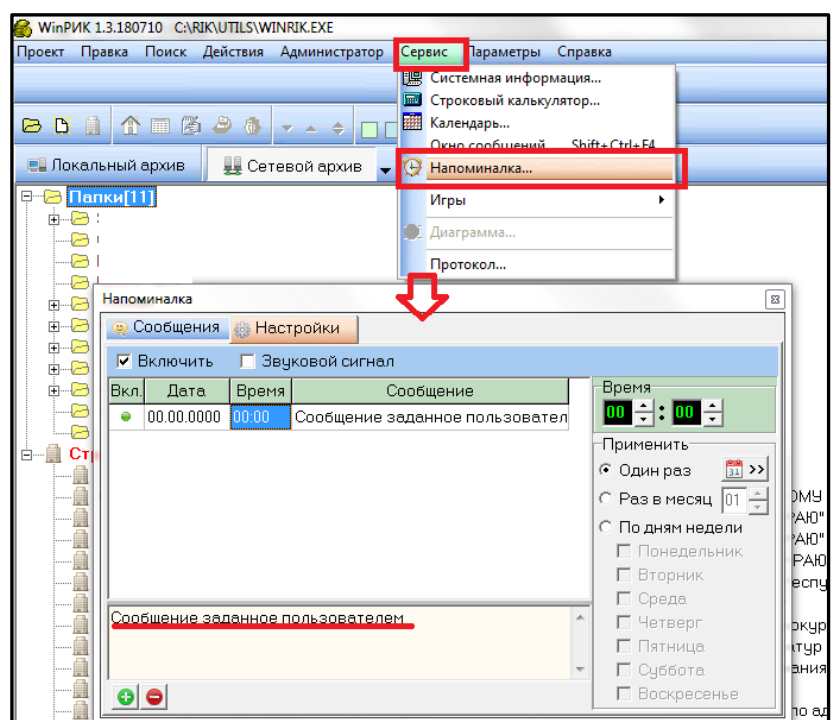 WinРИК 1.3.180710 C:\RIK\UTILS\WINRIK.EXE
Проект Правка Поиск Действия Администратор Сервис Параметры Справка
Системная информация...
Строковый калькулятор...
Календарь...
Окно сообщений Shift+Ctrl+F4
Локальный архив Сетевой архив Напоминалка...
Папки[11]
Игры
Диаграмма...
Протокол...
Напоминалка
Сообщения Настройки
Включить Звуковой сигнал
Вкл. Дата Время Сообщение Время
00.00.0000 00:00 Сообщение заданное пользовател 00 : 00
Применить
Один раз 31 >>
Раз в месяц 01
По дням недели
Понедельник
Вторник
Среда
Сообщение заданное пользователем Четверг
Пятница
Суббота
Воскресенье